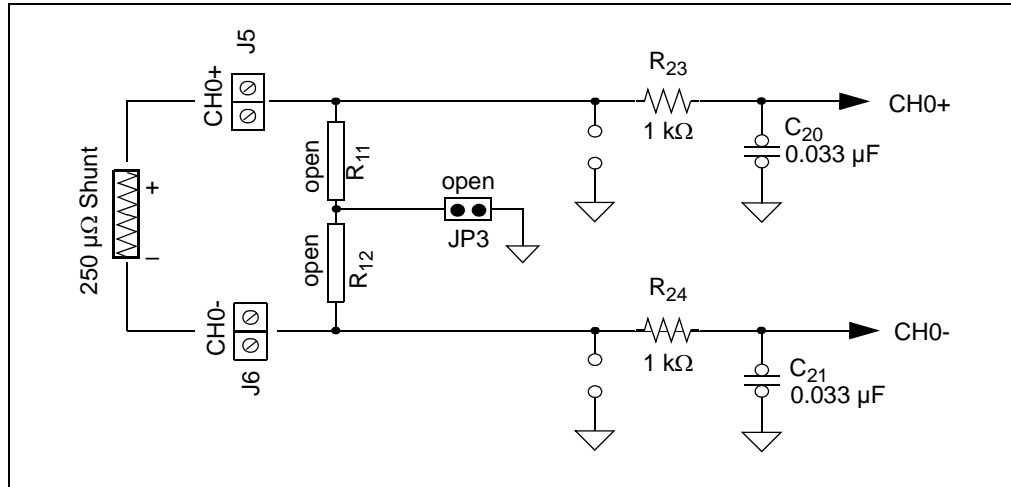 J5
CH0+
250 µΩ Shunt
+
–
open
R11
open
R12
open
JP3
CH0-
J6
R23
1 kΩ
C20
0.033 µF
CH0+
R24
1 kΩ
C21
0.033 µF
CH0-